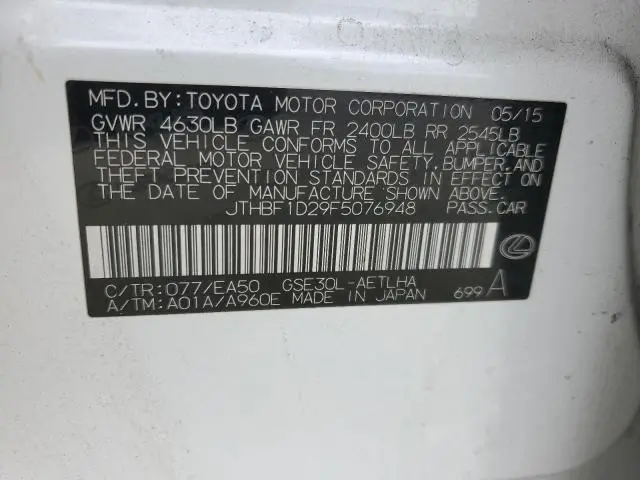 MFD. BY: TOYOTA MOTOR CORPORATION 05/15
GVWR 4630LB GAWR FR 2400LB RR 2545LB
THIS VEHICLE CONFORMS TO ALL APPLICABLE
FEDERAL MOTOR VEHICLE SAFETY, BUMPER, AND
THEFT PREVENTION STANDARDS IN EFFECT ON
THE DATE OF MANUFACTURE SHOWN ABOVE.
JTHBF1D29F5076948 PASS. CAR
C/TR: 077/EA50 GSE30L-AETLHA
A/TM: A01A/A960E MADE IN JAPAN 699 A